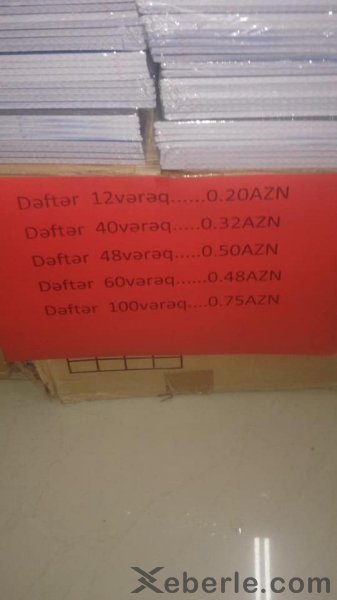 Dəftər 12vərəq......0.20AZN
Dəftər 40vərəq.....0.32AZN
Dəftər 48vərəq.....0.50AZN
Dəftər 60vərəq....0.48AZN
Dəftər 100vərəq....0.75AZN
Xeberle.com